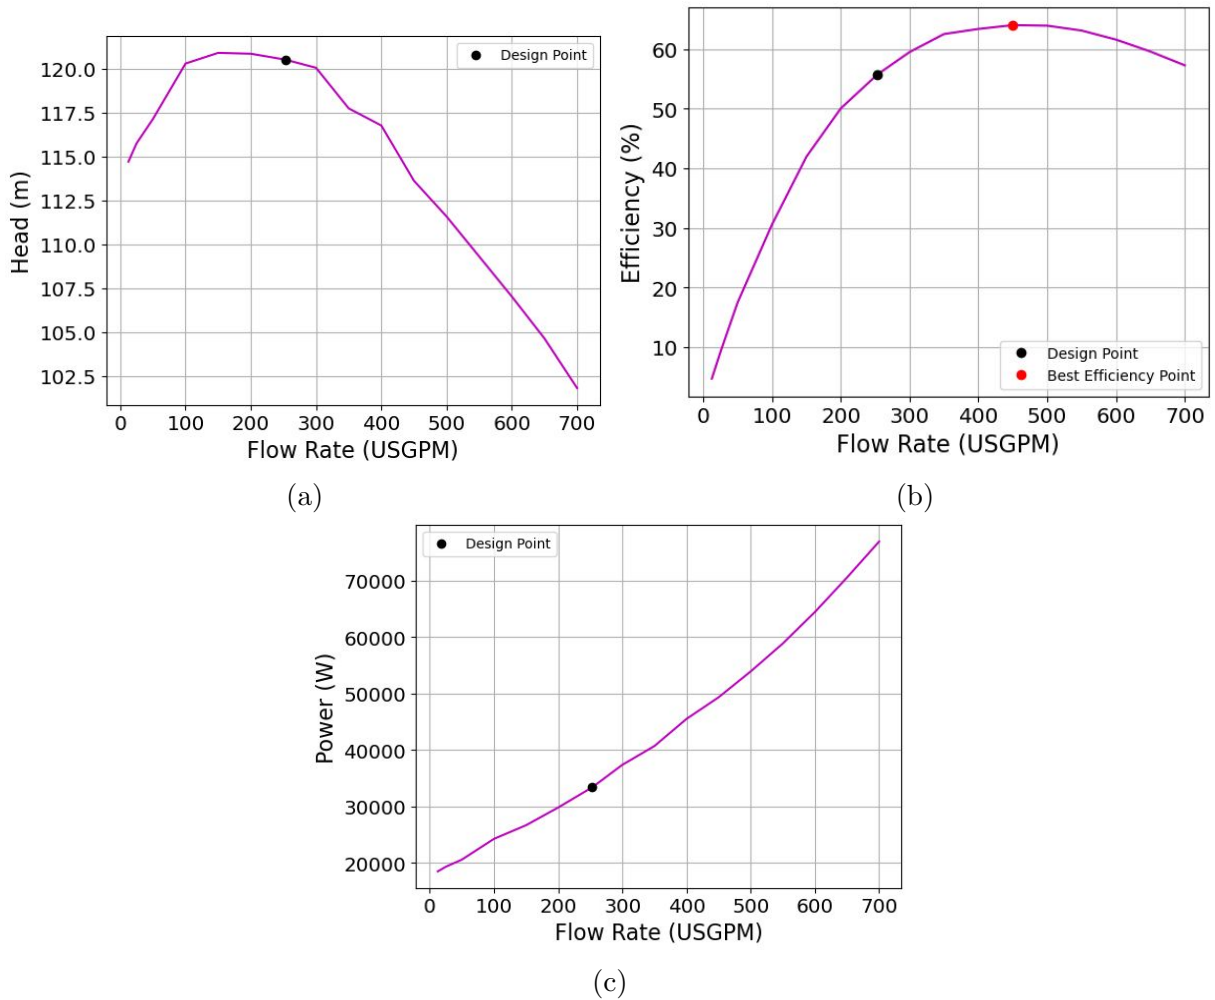 Head (m)
120.0
117.5
115.0
112.5
110.0
107.5
105.0
102.5
Design Point
0 100 200 300 400 500 600 700
Flow Rate (USGPM)
(a)
Efficiency (%)
60
50
40
30
20
10
Design Point
Best Efficiency Point
0 100 200 300 400 500 600 700
Flow Rate (USGPM)
(b)
Power (W)
Design Point
70000
60000
50000
40000
30000
20000
0 100 200 300 400 500 600 700
Flow Rate (USGPM)
(c)